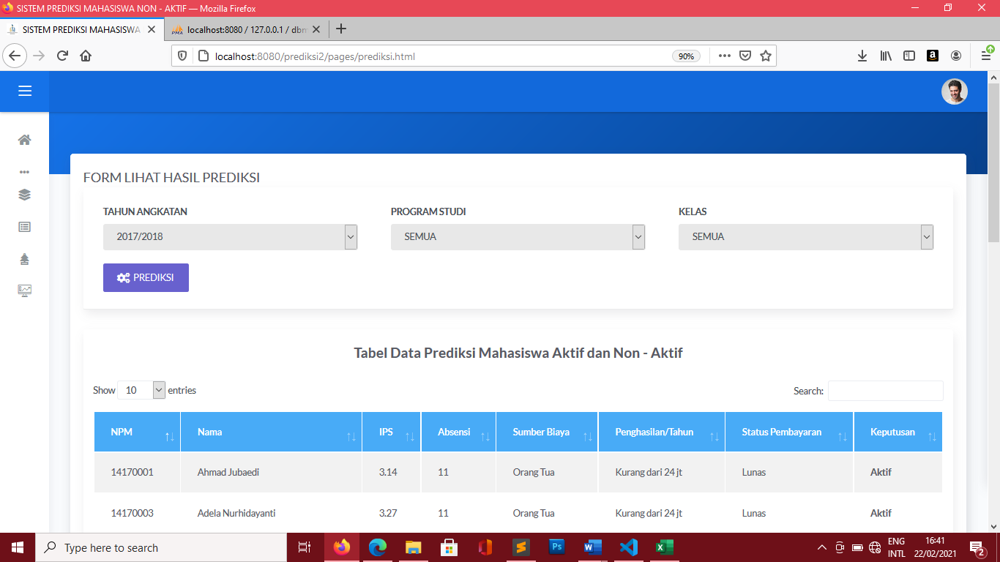 SISTEM PREDIKSI MAHASISWA NON - AKTIF — Mozilla Firefox
SISTEM PREDIKSI MAHASISWA
PMA localhost:8080 / 127.0.0.1 / dbm
localhost:8080/prediksi2/pages/prediksi.html 90%
FORM LIHAT HASIL PREDIKSI
TAHUN ANGKATAN PROGRAM STUDI KELAS
2017/2018 SEMUA SEMUA
PREDIKSI
Tabel Data Prediksi Mahasiswa Aktif dan Non - Aktif
Show 10 entries Search:
NPM Nama IPS Absensi Sumber Biaya Penghasilan/Tahun Status Pembayaran Keputusan
14170001 Ahmad Jubaedi 3.14 11 Orang Tua Kurang dari 24 jt Lunas Aktif
14170003 Adela Nurhidayanti 3.27 11 Orang Tua Kurang dari 24 jt Lunas Aktif
Type here to search
Ps
ENG 16:41
INTL 22/02/2021 2